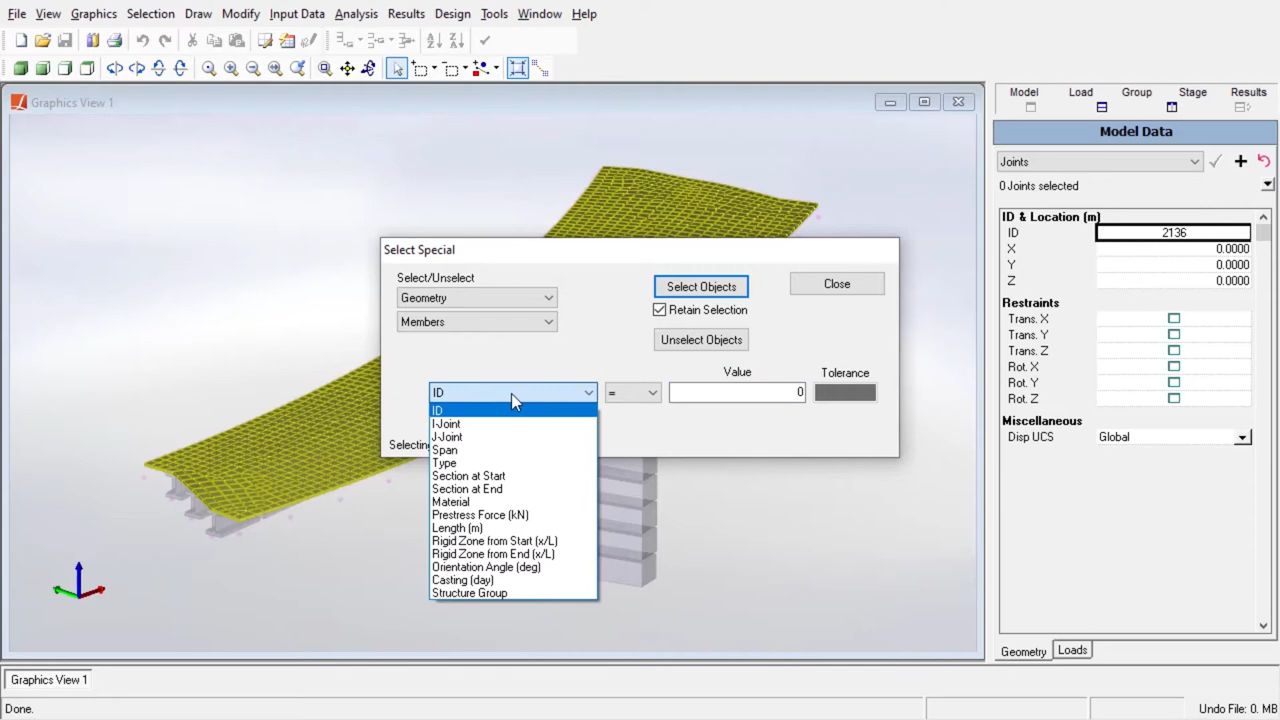 File View Graphics Selection Draw Modify Input Data Analysis Results Design Tools Window Help
Graphics View 1
Model Load Group Stage Results
Model Data
Joints
0 Joints selected
ID & Location (m)
ID 2136
X 0.0000
Y 0.0000
Z 0.0000
Restraints
Trans. X
Trans. Y
Trans. Z
Rot. X
Rot. Y
Rot. Z
Miscellaneous
Disp UCS Global
Geometry Loads
Select Special
Select/Unselect
Geometry
Members
Select Objects
Close
Retain Selection
Unselect Objects
Value Tolerance
ID = 0
ID
I-Joint
J-Joint
Span
Type
Section at Start
Section at End
Material
Prestress Force (kN)
Length (m)
Rigid Zone from Start (x/L)
Rigid Zone from End (x/L)
Orientation Angle (deg)
Casting (day)
Structure Group
Selecting
Graphics View 1
Done.
Undo File: 0. MB